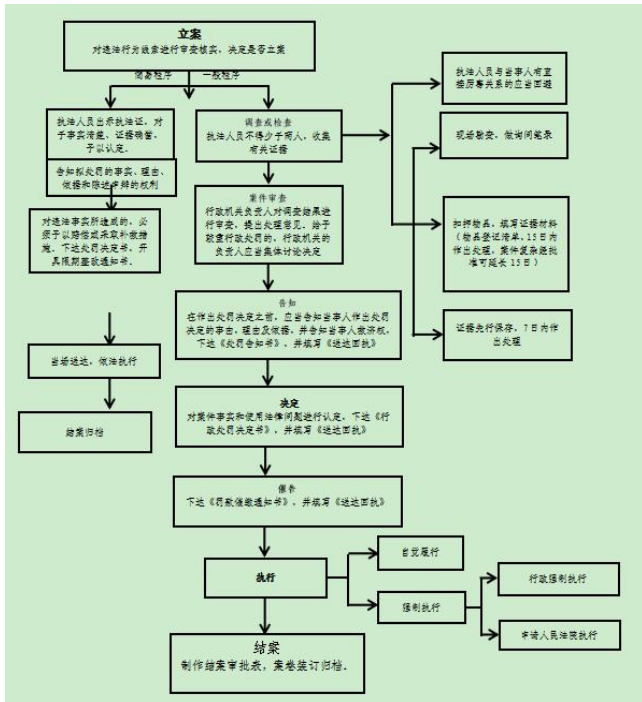 立案
对违法行为线索进行审查核实，决定是否立案
简易程序
一般程序
执法人员出示执法证，对
于事实清楚、证据确凿，
予以认定。
告知拟处罚的事实、理由、
依据和陈述申辩的权利
对违法事实所造成的，必
须予以赔偿或采取补救措
施。下达处罚决定书，开
具限期整改通知书。
当场送达，依法执行
结案归档
调查或检查
执法人员不得少于两人，收集
有关证据
案件审查
行政机关负责人对调查结果进
行审查，提出处理意见。给予
较重行政处罚的，行政机关的
负责人应当集体讨论决定
告知
在作出处罚决定之前，应当告知当事人作出处罚
决定的事由，理由及依据，并告知当事人救济权，
下达《处罚告知书》，并填写《送达回执》
决定
对案件事实和使用法律问题进行认定，下达《行
政处罚决定书》，并填写《送达回执》
催告
下达《罚款催缴通知书》，并填写《送达回执》
执行
自觉履行
强制执行
行政强制执行
申请人民法院执行
结案
制作结案审批表，案卷装订归档．
执法人员与当事人有直
接厉害关系的应当回避
现场勘查，做询问笔录
扣押物品，填写证据材料
（物品登记清单，15日内
作出处理，案件复杂经批
准可延长 15日）
证据先行保存，7 日内作
出处理